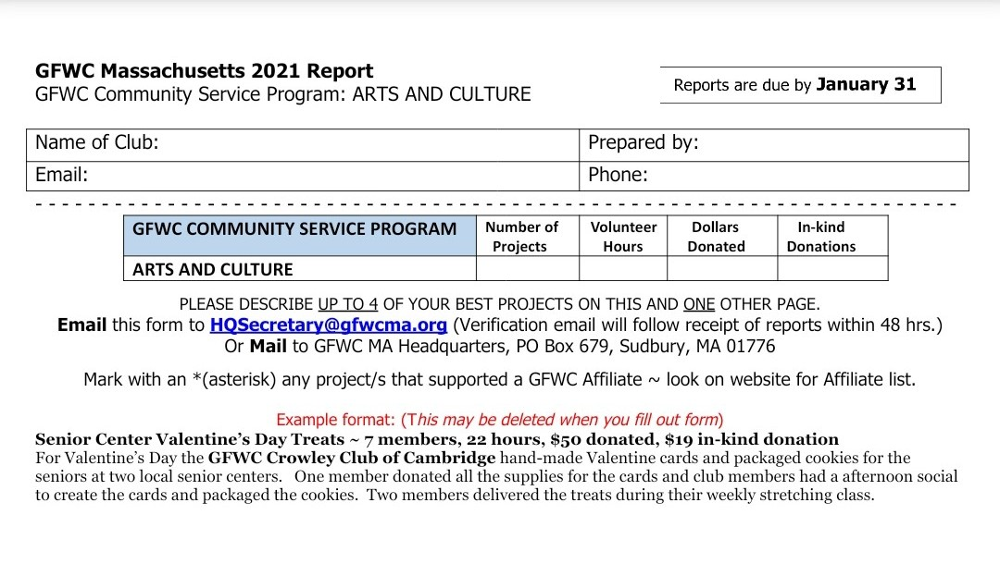 GFWC Massachusetts 2021 Report
GFWC Community Service Program: ARTS AND CULTURE
Reports are due by January 31
Name of Club:
Prepared by:
Email:
Phone:
GFWC COMMUNITY SERVICE PROGRAM
Number of
Projects
Volunteer
Hours
Dollars
Donated
In-kind
Donations
ARTS AND CULTURE
PLEASE DESCRIBE UP TO 4 OF YOUR BEST PROJECTS ON THIS AND ONE OTHER PAGE.
Email this form to HQSecretary@gfwcma.org (Verification email will follow receipt of reports within 48 hrs.)
Or Mail to GFWC MA Headquarters, PO Box 679, Sudbury, MA 01776
Mark with an *(asterisk) any project/s that supported a GFWC Affiliate ~ look on website for Affiliate list.
Example format: (This may be deleted when you fill out form)
Senior Center Valentine’s Day Treats ~ 7 members, 22 hours, $50 donated, $19 in-kind donation
For Valentine’s Day the GFWC Crowley Club of Cambridge hand-made Valentine cards and packaged cookies for the
seniors at two local senior centers.   One member donated all the supplies for the cards and club members had a afternoon social
to create the cards and packaged the cookies.  Two members delivered the treats during their weekly stretching class.